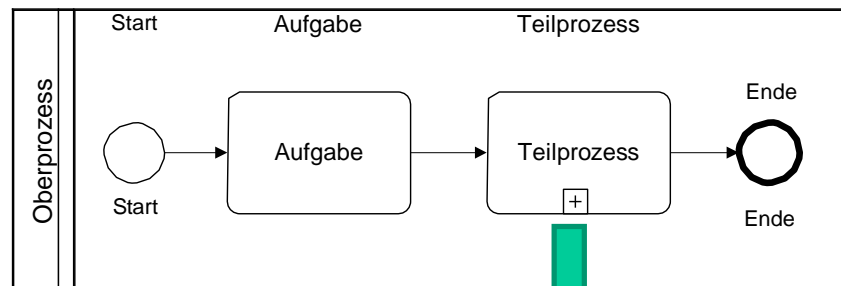 Start Aufgabe Teilprozess
Oberprozess
Ende
Aufgabe Teilprozess
Start
Ende